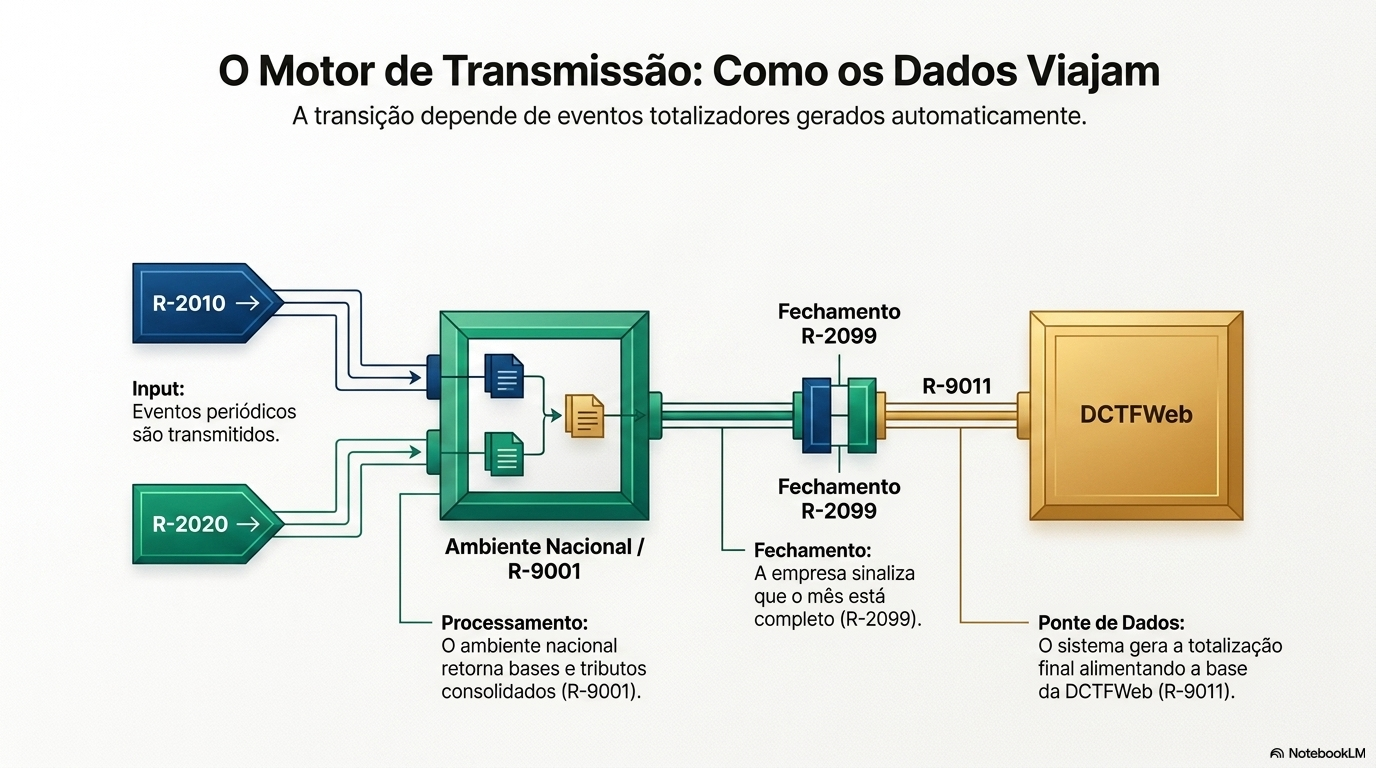 O Motor de Transmissão: Como os Dados Viajam
A transição depende de eventos totalizadores gerados automaticamente.
R-2010 →
Input:
Eventos periódicos
são transmitidos.
R-2020 →
Ambiente Nacional /
R-9001
Processamento:
O ambiente nacional
retorna bases e tributos
consolidados (R-9001).
Fechamento
R-2099
Fechamento
R-2099
Fechamento:
A empresa sinaliza
que o mês está
completo (R-2099).
R-9011
DCTFWeb
Ponte de Dados:
O sistema gera a totalização
final alimentando a base
da DCTFWeb (R-9011).
NotebookLM